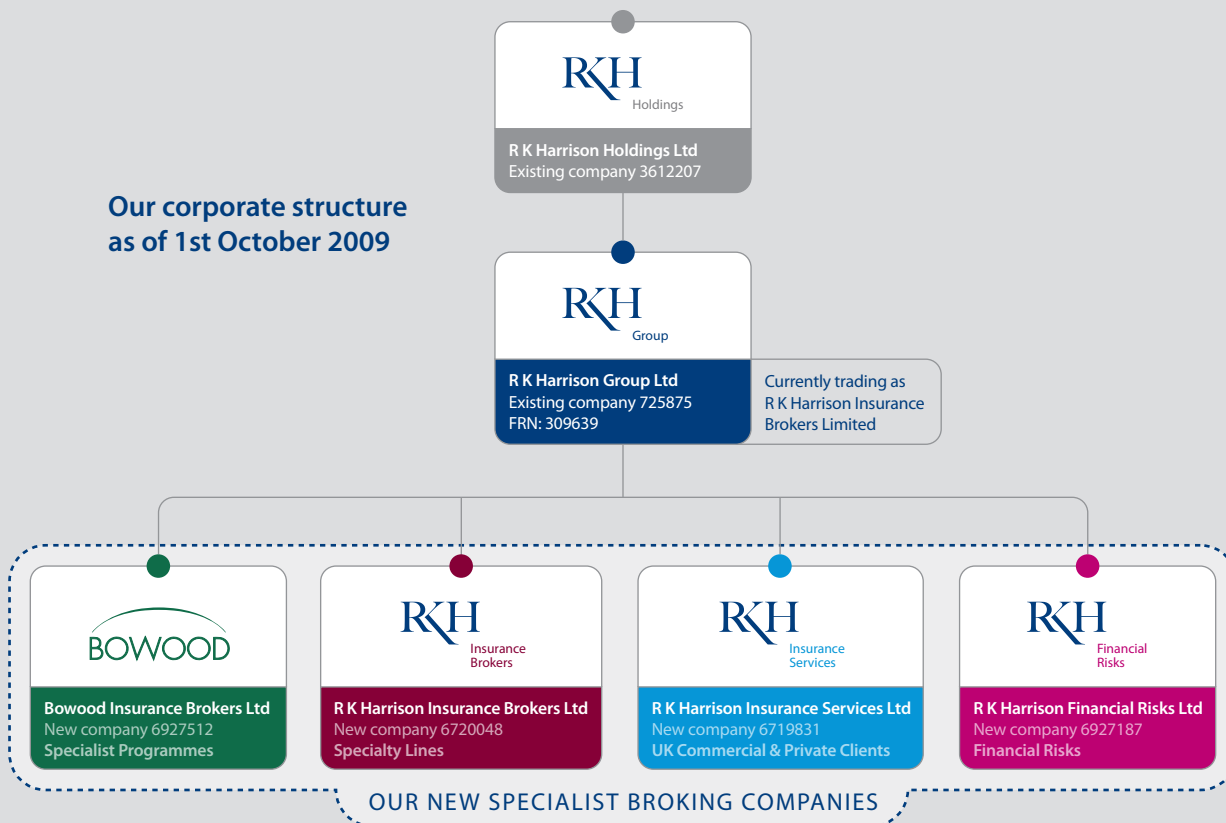 RKH
Holdings
R K Harrison Holdings Ltd
Existing company 3612207
Our corporate structure
as of 1st October 2009
RKH
Group
R K Harrison Group Ltd
Existing company 725875
FRN: 309639
Currently trading as
R K Harrison Insurance
Brokers Limited
BOWOOD
Bowood Insurance Brokers Ltd
New company 6927512
Specialist Programmes
RKH
Insurance
Brokers
R K Harrison Insurance Brokers Ltd
New company 6720048
Specialty Lines
RKH
Insurance
Services
R K Harrison Insurance Services Ltd
New company 6719831
UK Commercial & Private Clients
RKH
Financial
Risks
R K Harrison Financial Risks Ltd
New company 6927187
Financial Risks
OUR NEW SPECIALIST BROKING COMPANIES